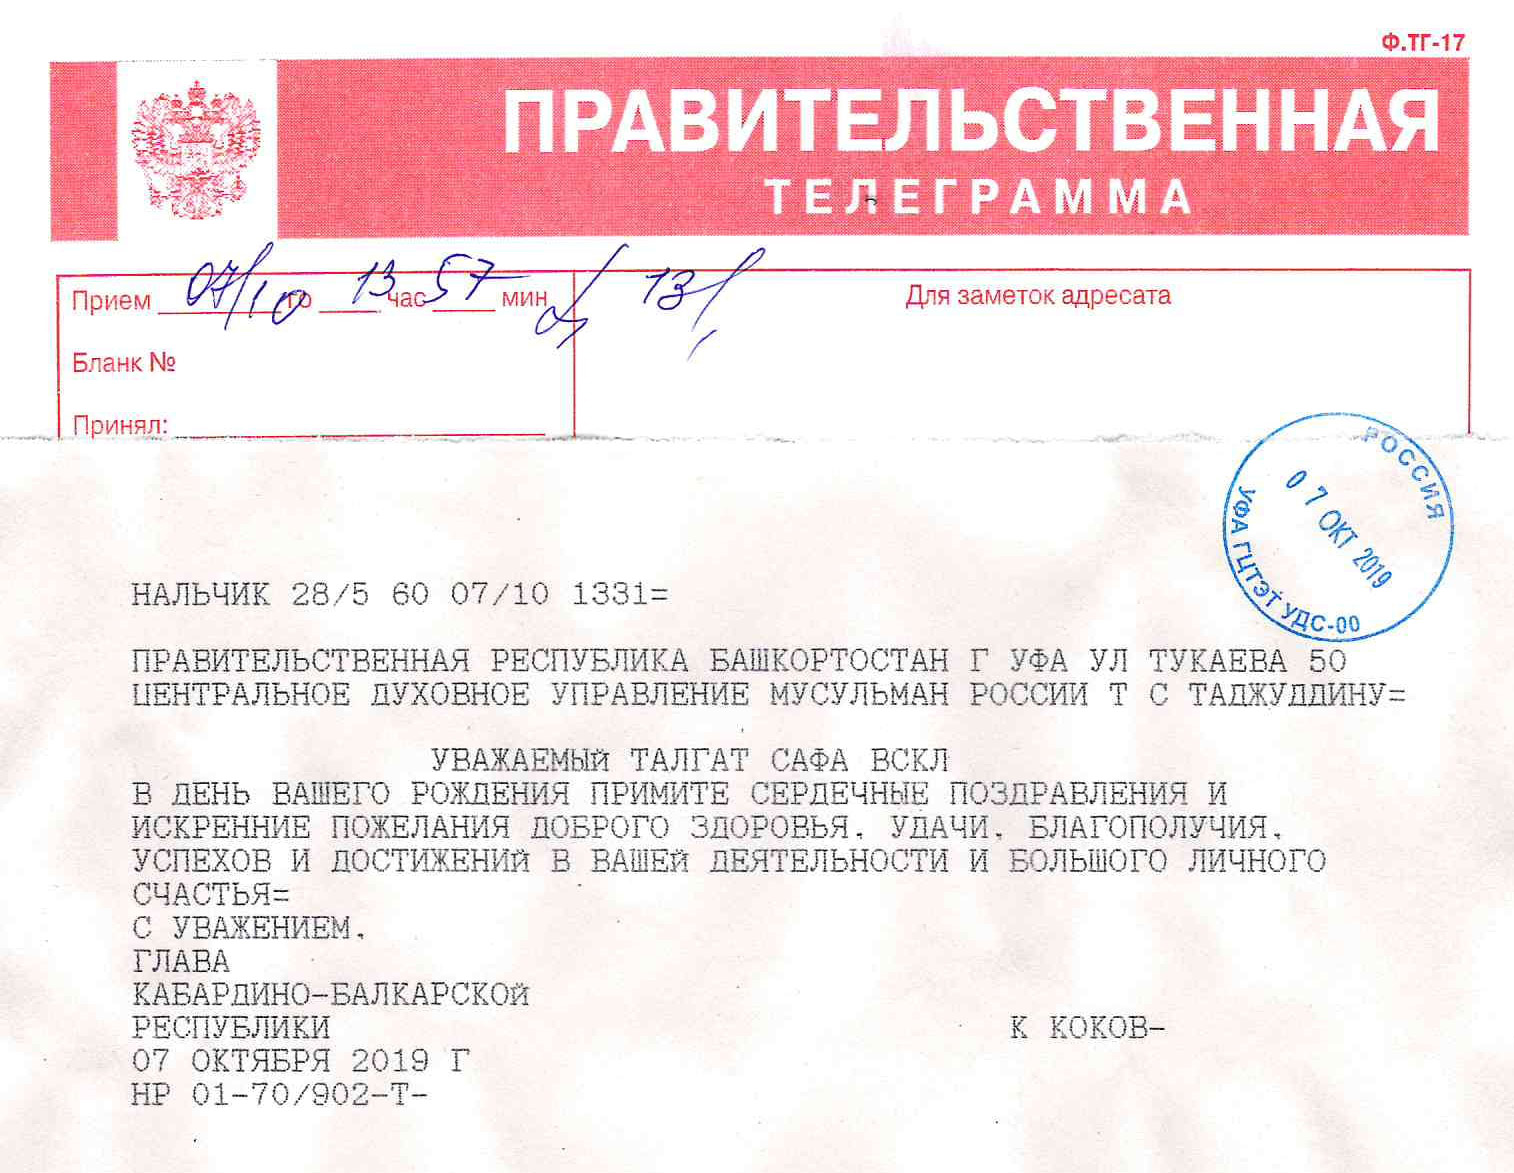 Ф.ТГ-17
ПРАВИТЕЛЬСТВЕННАЯ
ТЕЛЕГРАММА
Прием 07/10 го 13 час 57 мин
13
Для заметок адресата
Бланк №
Принял:
РОССИЯ
07 ОКТ 2019
УФА ГЦТЭТ УДС-00
НАЛЬЧИК 28/5 60 07/10 1331=
ПРАВИТЕЛЬСТВЕННАЯ РЕСПУБЛИКА БАШКОРТОСТАН Г УФА УЛ ТУКАЕВА 50
ЦЕНТРАЛЬНОЕ ДУХОВНОЕ УПРАВЛЕНИЕ МУСУЛЬМАН РОССИИ Т С ТАДЖУДДИНУ=
УВАЖАЕМЫЙ ТАЛГАТ САФА ВСКЛ
В ДЕНЬ ВАШЕГО РОЖДЕНИЯ ПРИМИТЕ СЕРДЕЧНЫЕ ПОЗДРАВЛЕНИЯ И
ИСКРЕННИЕ ПОЖЕЛАНИЯ ДОБРОГО ЗДОРОВЬЯ, УДАЧИ, БЛАГОПОЛУЧИЯ,
УСПЕХОВ И ДОСТИЖЕНИЙ В ВАШЕЙ ДЕЯТЕЛЬНОСТИ И БОЛЬШОГО ЛИЧНОГО
СЧАСТЬЯ=
С УВАЖЕНИЕМ,
ГЛАВА
КАБАРДИНО-БАЛКАРСКОЙ
РЕСПУБЛИКИ К КОКОВ-
07 ОКТЯБРЯ 2019 Г
НР 01-70/902-Т-